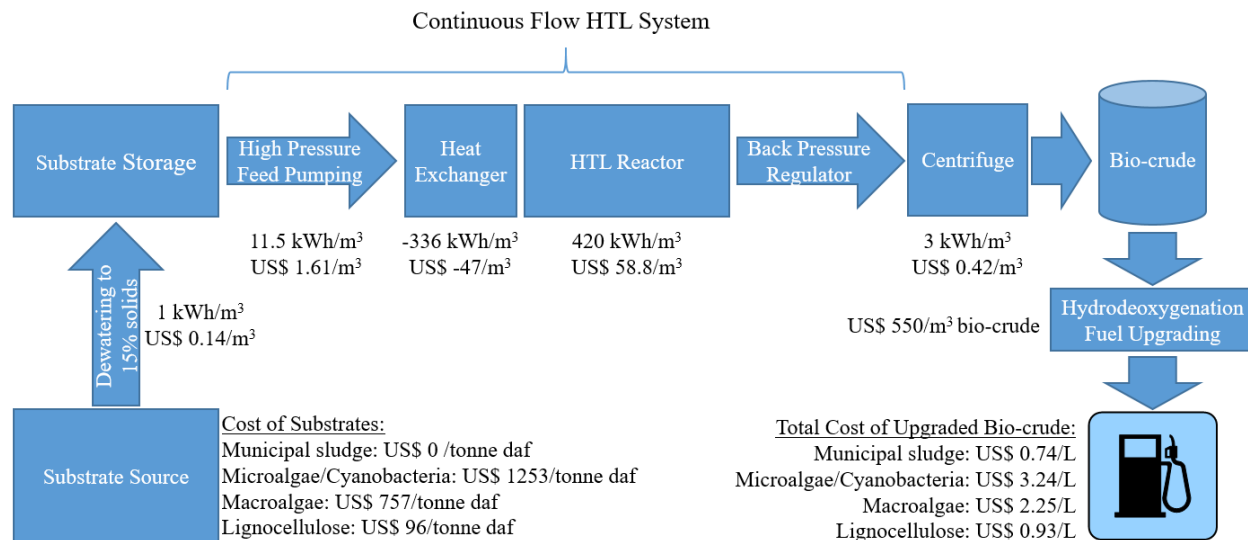 Continuous Flow HTL System
Substrate Storage
High Pressure
Feed Pumping
Heat
Exchanger
HTL Reactor
Back Pressure
Regulator
Centrifuge
Bio-crude
11.5 kWh/m³
US$ 1.61/m³
-336 kWh/m³
US$ -47/m³
420 kWh/m³
US$ 58.8/m³
3 kWh/m³
US$ 0.42/m³
Dewatering to
15% solids
1 kWh/m³
US$ 0.14/m³
US$ 550/m³ bio-crude
Hydrodeoxygenation
Fuel Upgrading
Substrate Source
Cost of Substrates:
Municipal sludge: US$ 0 /tonne daf
Microalgae/Cyanobacteria: US$ 1253/tonne daf
Macroalgae: US$ 757/tonne daf
Lignocellulose: US$ 96/tonne daf
Total Cost of Upgraded Bio-crude:
Municipal sludge: US$ 0.74/L
Microalgae/Cyanobacteria: US$ 3.24/L
Macroalgae: US$ 2.25/L
Lignocellulose: US$ 0.93/L